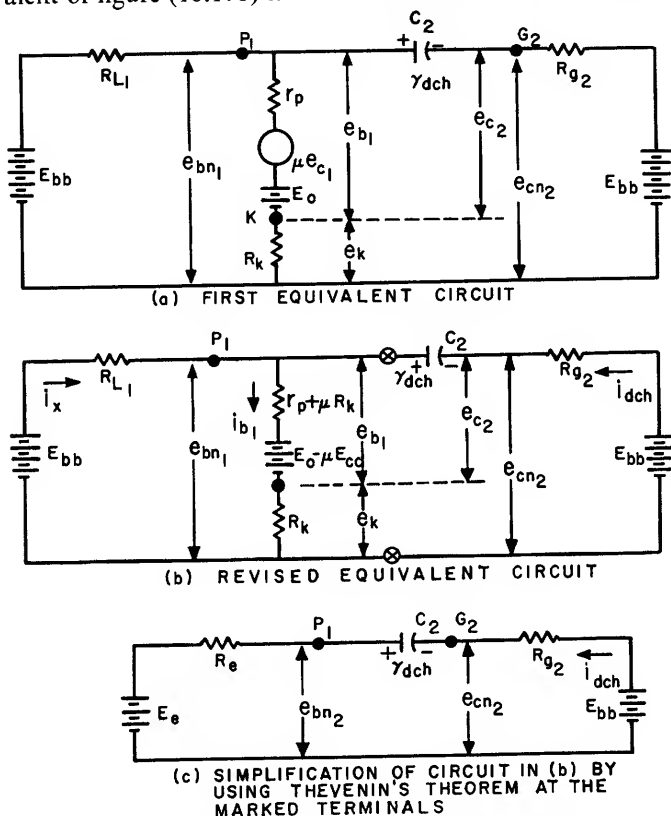 alent of figure
P1
C2
G2
+ -
RL1
γdch
Rg2
rp
eb1
ec2
ebn1
μec1
ecn2
Ebb
Eo
Ebb
K
Rk
ek
(a) FIRST EQUIVALENT CIRCUIT
P1
C2
RL1
γdch
+
-
Rg2
ix
rp+μRk
idch
ib1
eb1
ec2
ebn1
ecn2
Ebb
Eo-μEcc
Ebb
Rk
ek
(b) REVISED EQUIVALENT CIRCUIT
P1
C2
G2
Re
+ -
γdch
Rg2
idch
Ee
ebn2
ecn2
Ebb
(c) SIMPLIFICATION OF CIRCUIT IN (b) BY
USING THEVENIN'S THEOREM AT THE
MARKED TERMINALS